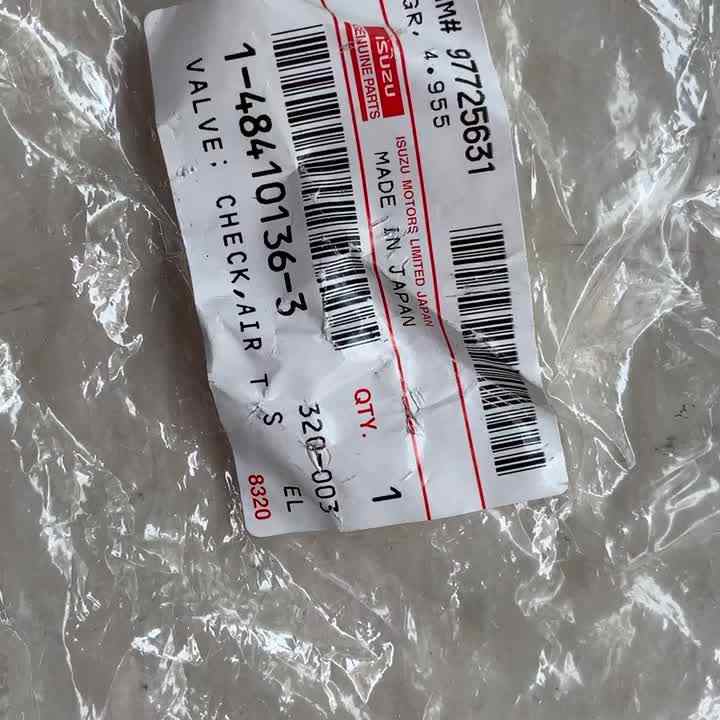 M# 97725631
GR. 4.955
ISUZU
GENUINE PARTS
ISUZU MOTORS LIMITED JAPAN
MADE IN JAPAN
QTY.
1
1-48410136-3
320-003
VALVE: CHECK,AIR T S
EL
8320